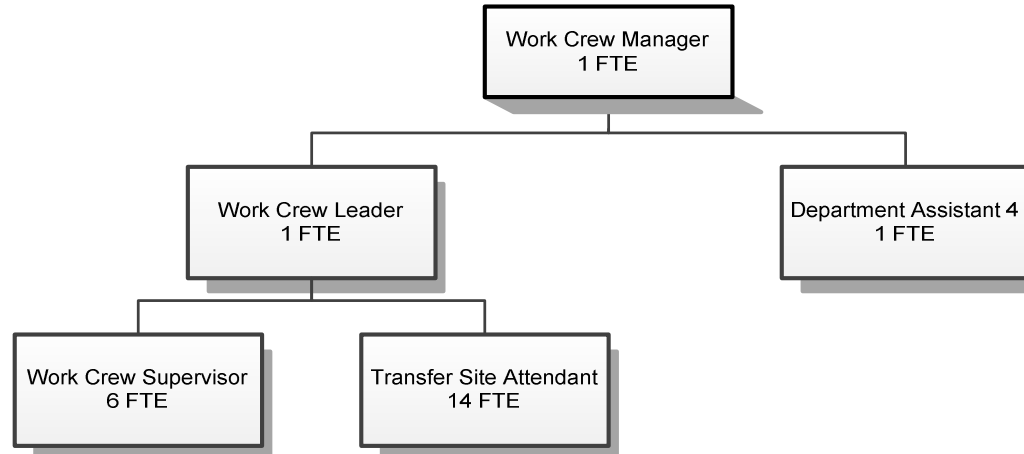 Work Crew Manager
1 FTE
Work Crew Leader
1 FTE
Department Assistant 4
1 FTE
Work Crew Supervisor
6 FTE
Transfer Site Attendant
14 FTE